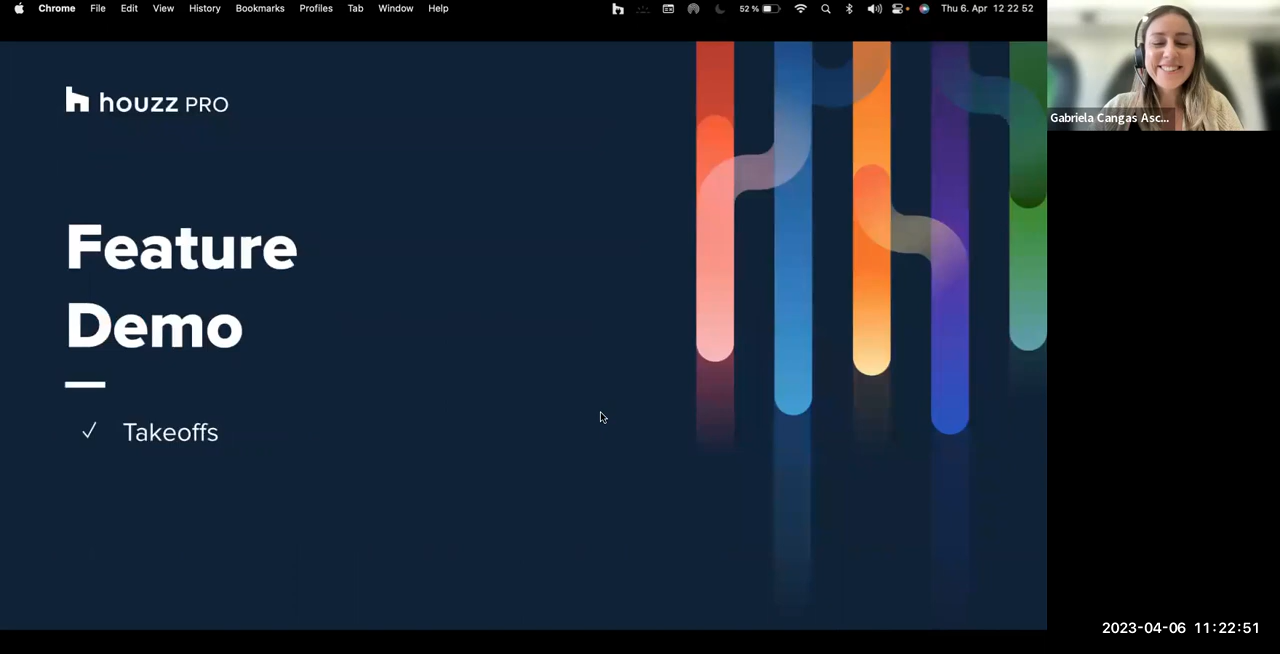 Chrome File Edit View History Bookmarks Profiles Tab Window Help 52 % Thu 6. Apr 12 22 52
houzz PRO
Feature
Demo
✓ Takeoffs
Gabriela Cangas Asc...
2023-04-06 11:22:51